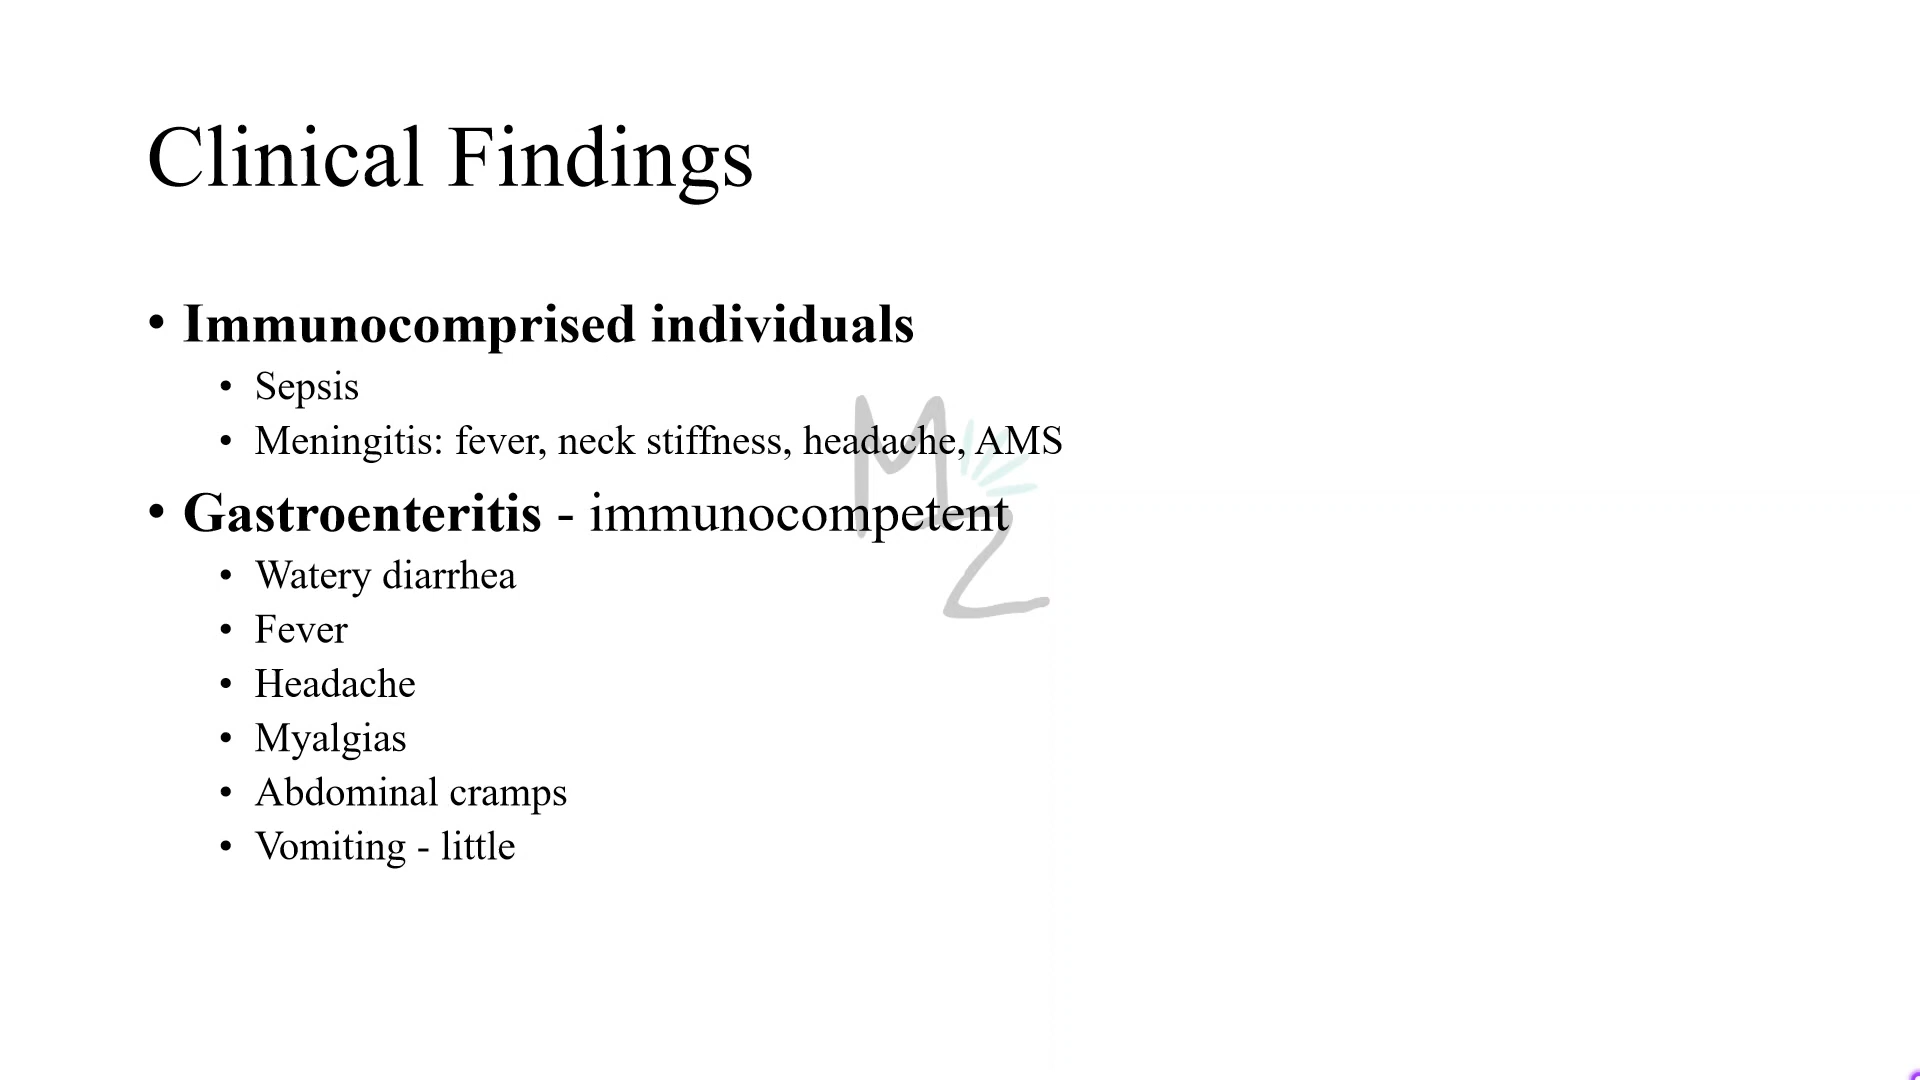 Clinical Findings
• Immunocomprised individuals
• Sepsis
• Meningitis: fever, neck stiffness, headache, AMS
• Gastroenteritis - immunocompetent
• Watery diarrhea
• Fever
• Headache
• Myalgias
• Abdominal cramps
• Vomiting - little
MZ